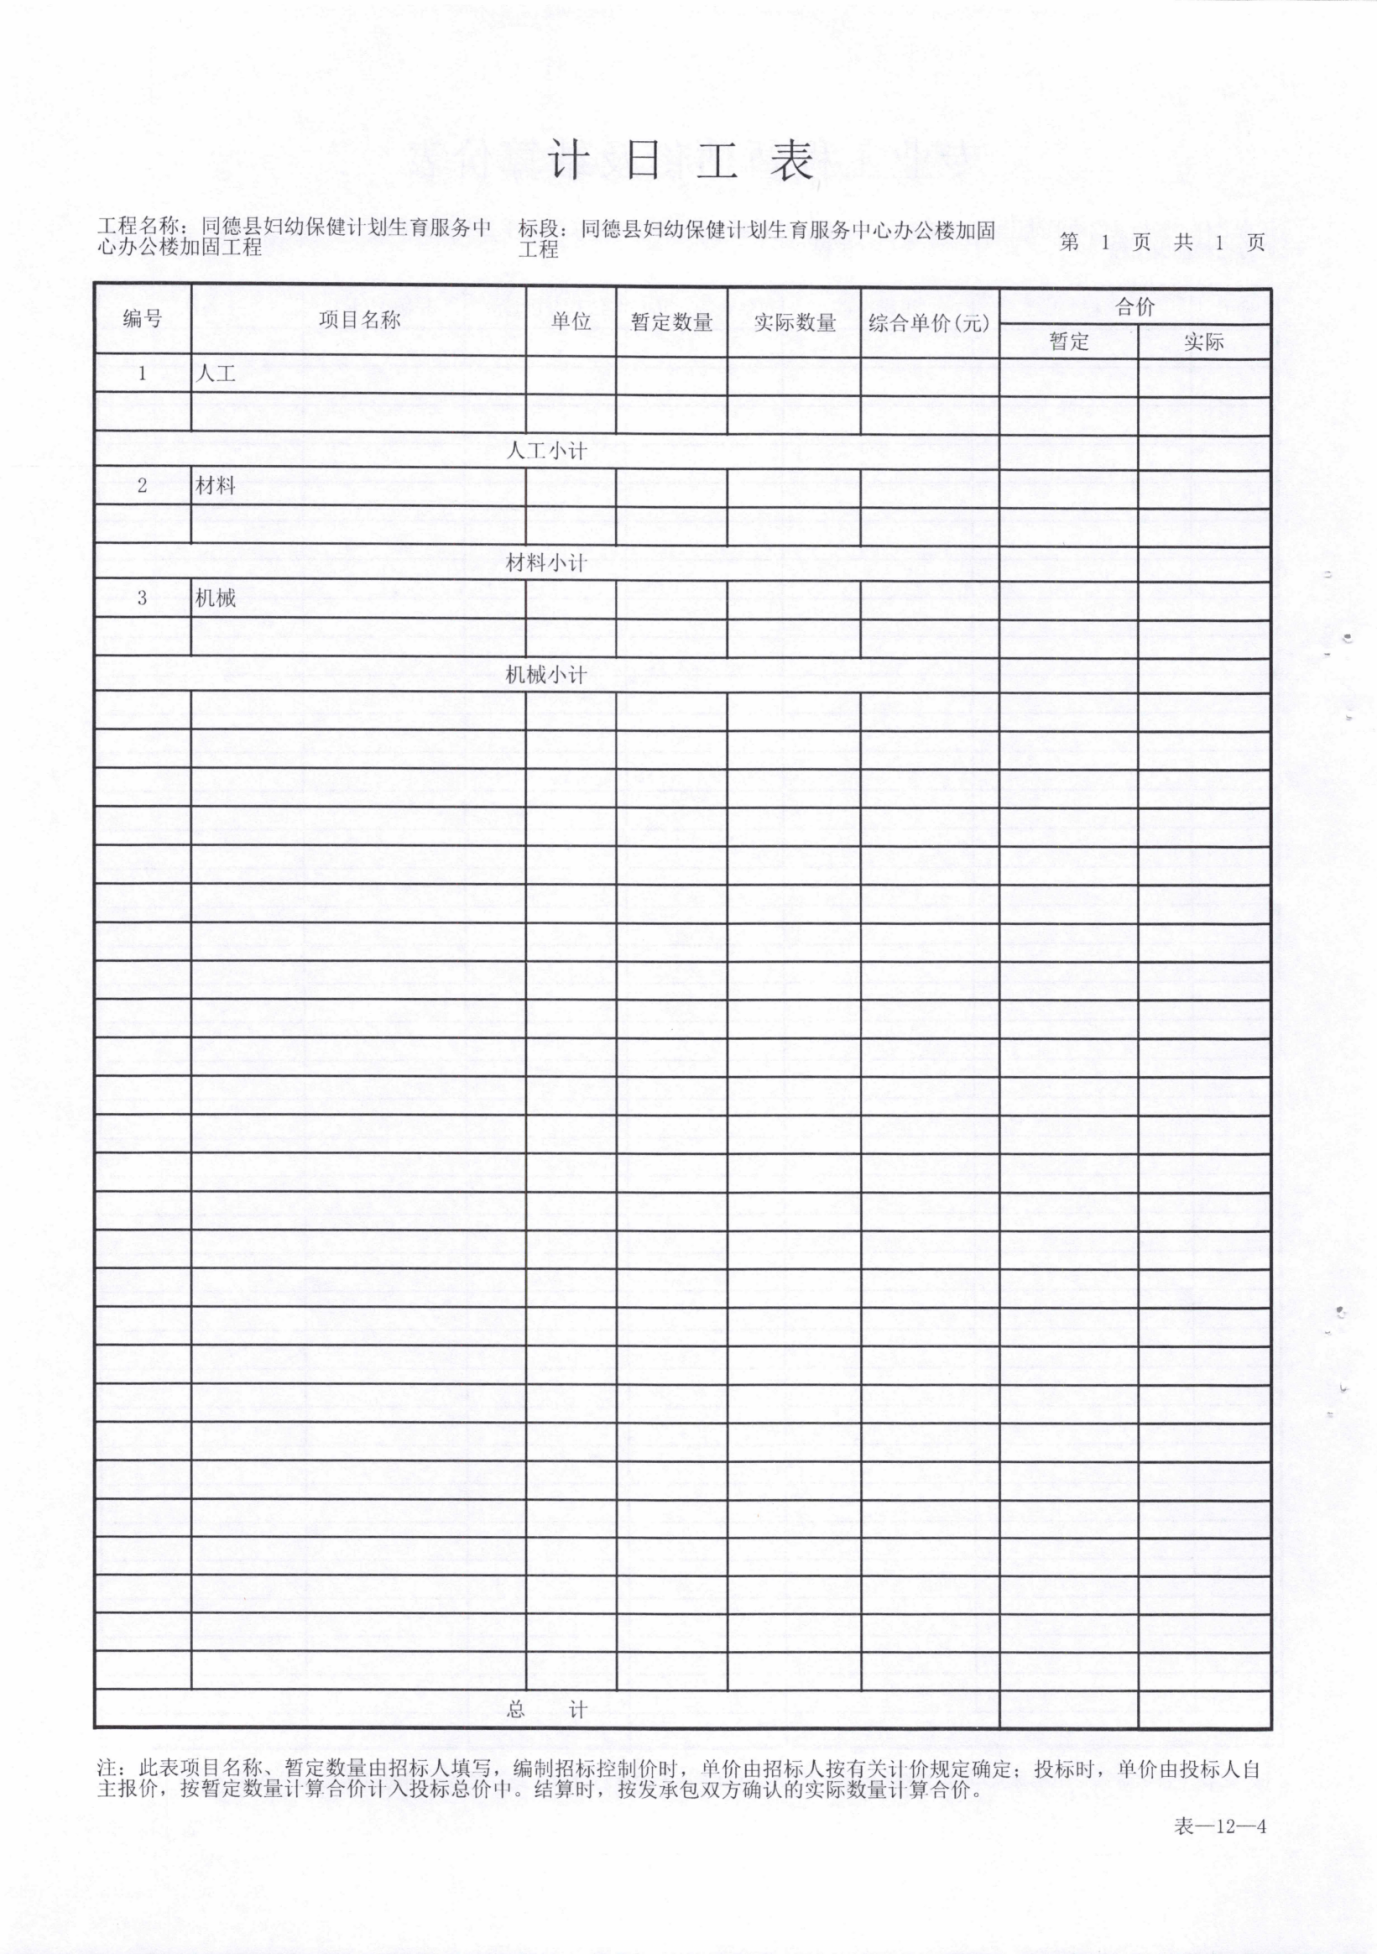 计日工表
工程名称：同德县妇幼保健计划生育服务中
心办公楼加固工程
标段：同德县妇幼保健计划生育服务中心办公楼加固
工程
第 1 页 共 1 页
编号 项目名称 单位 暂定数量 实际数量 综合单价(元) 合价
暂定 实际
1 人工
人工小计
2 材料
材料小计
3 机械
机械小计
总 计
注：此表项目名称、暂定数量由招标人填写，编制招标控制价时，单价由招标人按有关计价规定确定；投标时，单价由投标人自
主报价，按暂定数量计算合价计入投标总价中。结算时，按发承包双方确认的实际数量计算合价。
表—12—4